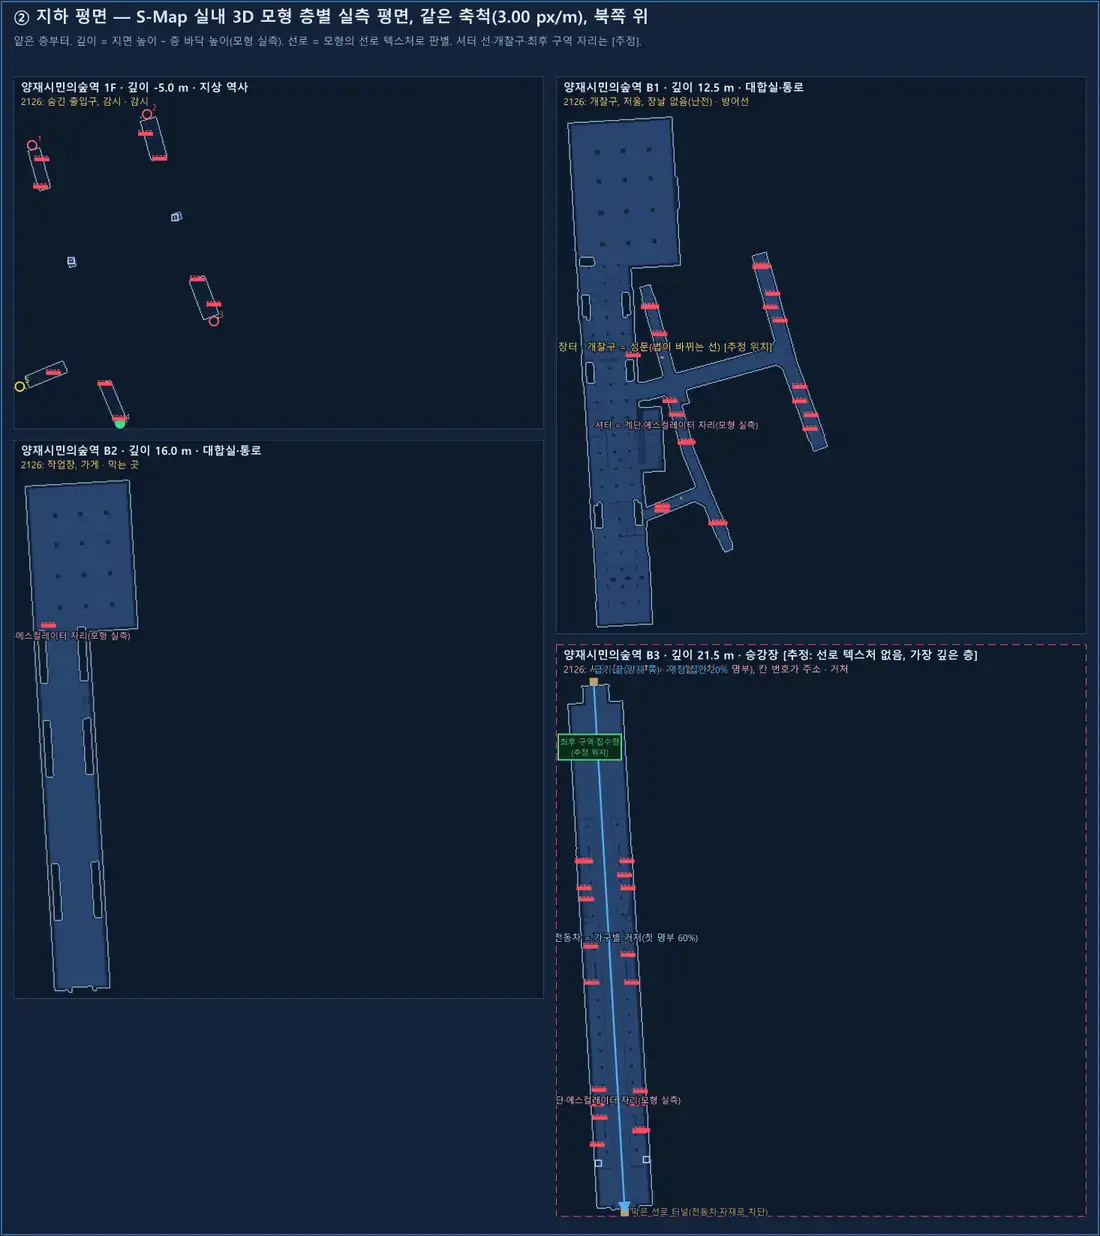 ② 지하 평면 — S-Map 실내 3D 모형 층별 실측 평면, 같은 축척(3.00 px/m), 북쪽 위
얕은 층부터. 깊이 = 지면 높이 – 층 바닥 높이(모형 실측). 선로 = 모형의 선로 텍스처로 판별. 셔터 선·개찰구·최후 구역 자리는 [추정].
양재시민의숲역 1F · 깊이 -5.0 m · 지상 역사
2126: 숨긴 출입구, 감시 · 감시
2
1
3
4
양재시민의숲역 B1 · 깊이 12.5 m · 대합실·통로
2126: 개찰구, 저울, 장날 없음(난전) · 방어선
장터 · 개찰구 = 성문(법이 바뀌는 선) [추정 위치]
셔터 = 계단·에스컬레이터 자리(모형 실측)
양재시민의숲역 B2 · 깊이 16.0 m · 대합실·통로
2126: 작업장, 가게 · 막는 곳
에스컬레이터 자리(모형 실측)
양재시민의숲역 B3 · 깊이 21.5 m · 승강장 [추정: 선로 텍스처 없음, 가장 깊은 층]
2126: 명부), 칸 번호가 주소 · 거처
최후 구역·집수정
[추정 위치]
전동차 = 가구별 거처(첫 명부 60%)
단·에스컬레이터 자리(모형 실측)
막은 선로 터널(전동차·자재로 차단)